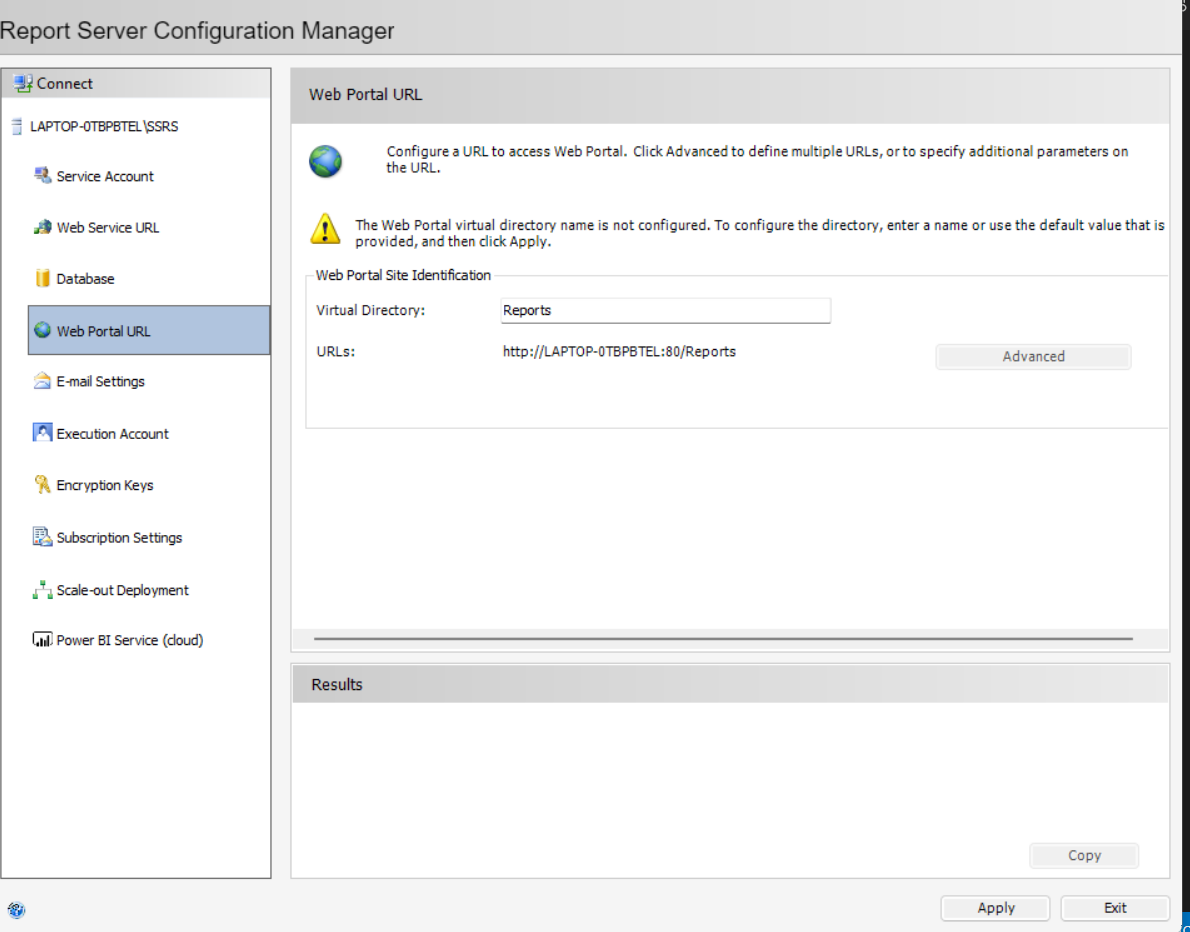 Report Server Configuration Manager
Connect
LAPTOP-0TBPBTEL\SSRS
Service Account
Web Service URL
Database
Web Portal URL
E-mail Settings
Execution Account
Encryption Keys
Subscription Settings
Scale-out Deployment
Power BI Service (cloud)
Web Portal URL
Configure a URL to access Web Portal. Click Advanced to define multiple URLs, or to specify additional parameters on
the URL.
The Web Portal virtual directory name is not configured. To configure the directory, enter a name or use the default value that is
provided, and then click Apply.
Web Portal Site Identification
Virtual Directory:
Reports
URLs:
http://LAPTOP-0TBPBTEL:80/Reports
Advanced
Results
Copy
Apply
Exit